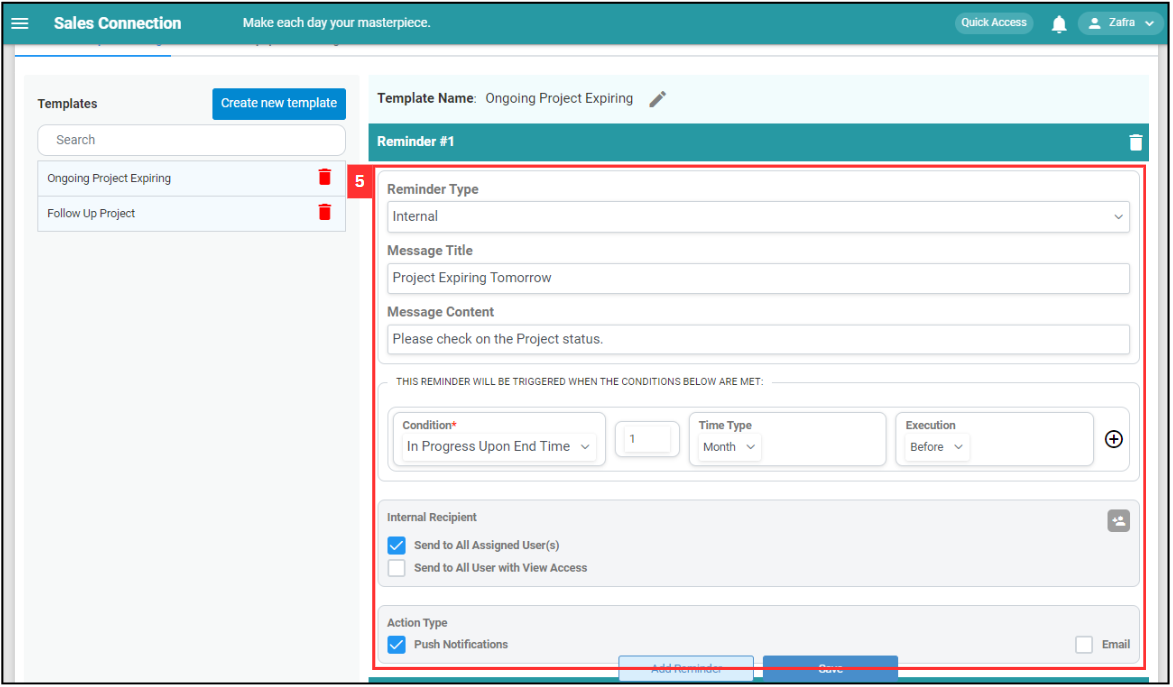 Sales Connection
Make each day your masterpiece.
Quick Access
Zafra
Templates
Create new template
Search
Ongoing Project Expiring
Follow Up Project
Template Name: Ongoing Project Expiring
Reminder #1
5
Reminder Type
Internal
Message Title
Project Expiring Tomorrow
Message Content
Please check on the Project status.
THIS REMINDER WILL BE TRIGGERED WHEN THE CONDITIONS BELOW ARE MET:
Condition*
In Progress Upon End Time
1
Time Type
Month
Execution
Before
Internal Recipient
Send to All Assigned User(s)
Send to All User with View Access
Action Type
Push Notifications
Email
Add Reminder
Save